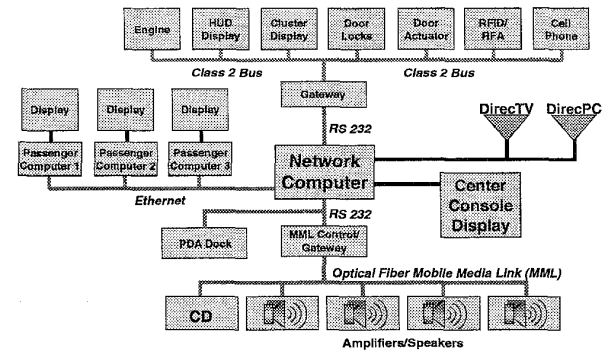 Engine
HUD
Display
Cluster
Display
Door
Locks
Door
Actuator
RFID/
RFA
Cell
Phone
Class 2 Bus
Class 2 Bus
Gateway
RS 232
DirecTV
DirecPC
Display
Display
Display
Passenger
Computer 1
Passenger
Computer 2
Passenger
Computer 3
Ethernet
Network
Computer
Center
Console
Display
RS 232
PDA Dock
MML Control/
Gateway
Optical Fiber Mobile Media Link (MML)
CD
Amplifiers/Speakers